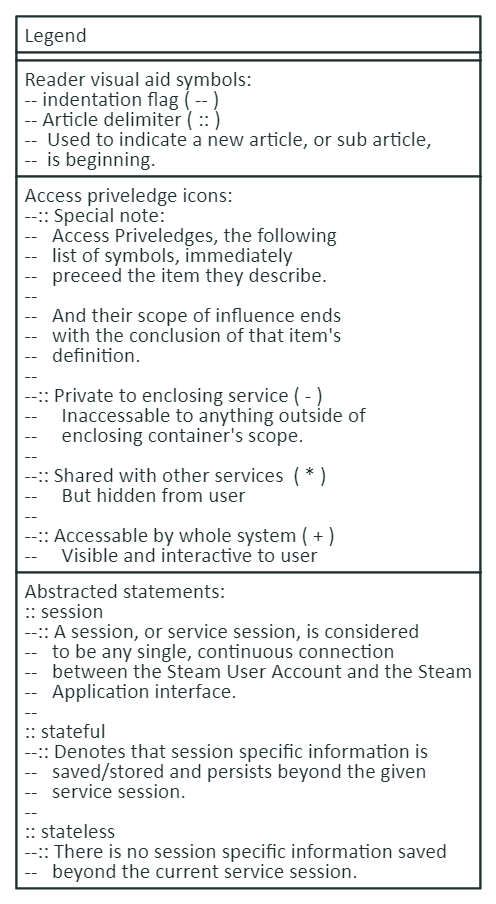 Legend
Reader visual aid symbols:
-- indentation flag ( -- )
-- Article delimiter ( :: )
--  Used to indicate a new article, or sub article,
--  is beginning.
Access priveledge icons:
--:: Special note:
--   Access Priveledges, the following
--   list of symbols, immediately
--   preceed the item they describe.
--
--   And their scope of influence ends
--   with the conclusion of that item's
--   definition.
--
--:: Private to enclosing service ( - )
--     Inaccessable to anything outside of
--     enclosing container's scope.
--
--:: Shared with other services  ( * )
--     But hidden from user
--
--:: Accessable by whole system ( + )
--     Visible and interactive to user
Abstracted statements:
:: session
--:: A session, or service session, is considered
--   to be any single, continuous connection
--   between the Steam User Account and the Steam
--   Application interface.
--
:: stateful
--:: Denotes that session specific information is
--   saved/stored and persists beyond the given
--   service session.
--
:: stateless
--:: There is no session specific information saved
--   beyond the current service session.